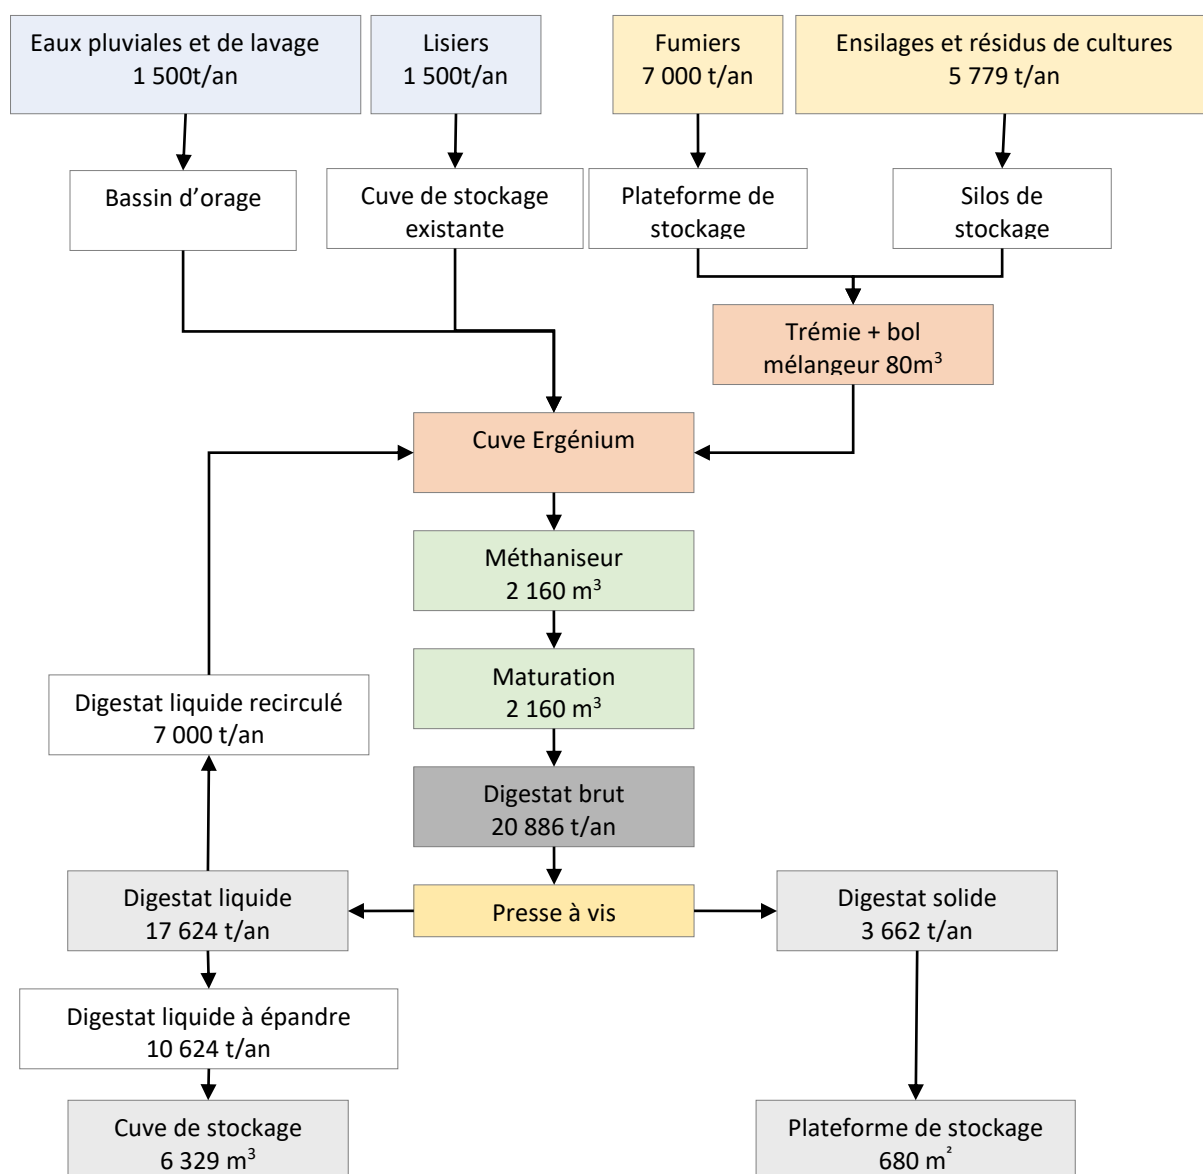 Eaux pluviales et de lavage
1 500t/an
Lisiers
1 500t/an
Fumiers
7 000 t/an
Ensilages et résidus de cultures
5 779 t/an
Bassin d’orage
Cuve de stockage
existante
Plateforme de
stockage
Silos de
stockage
Trémie + bol
mélangeur 80m³
Cuve Ergénium
Méthaniseur
2 160 m³
Maturation
2 160 m³
Digestat liquide recirculé
7 000 t/an
Digestat brut
20 886 t/an
Digestat liquide
17 624 t/an
Presse à vis
Digestat solide
3 662 t/an
Digestat liquide à épandre
10 624 t/an
Cuve de stockage
6 329 m³
Plateforme de stockage
680 m²